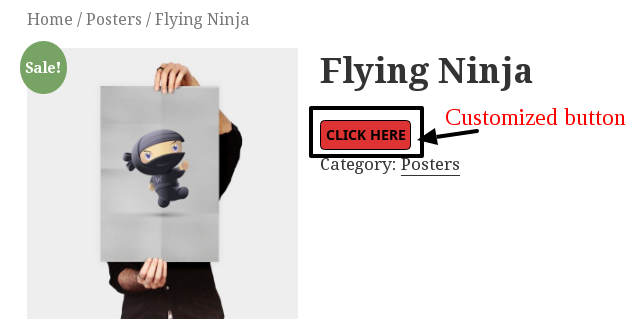 Home / Posters / Flying Ninja
Sale!
Flying Ninja
Customized button
CLICK HERE
Category: Posters